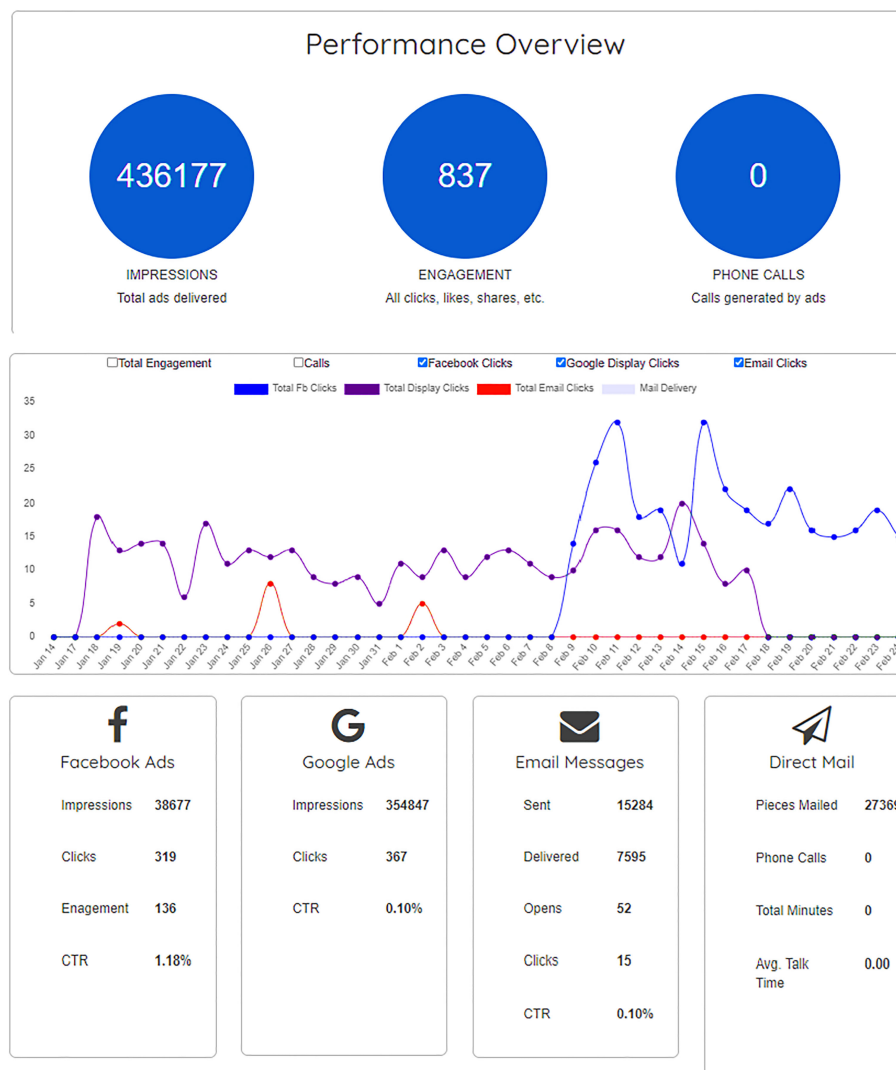 Performance Overview
436177 837 0
IMPRESSIONS ENGAGEMENT PHONE CALLS
Total ads delivered All clicks, likes, shares, etc. Calls generated by ads
Total Engagement Calls Facebook Clicks Google Display Clicks Email Clicks
Total Fb Clicks Total Display Clicks Total Email Clicks Mail Delivery
35
30
25
20
15
10
5
0
Jan 14 Jan 17 Jan 18 Jan 19 Jan 20 Jan 21 Jan 22 Jan 23 Jan 24 Jan 25 Jan 26 Jan 27 Jan 28 Jan 29 Jan 30 Jan 31 Feb 1 Feb 2 Feb 3 Feb 4 Feb 5 Feb 6 Feb 7 Feb 8 Feb 9 Feb 10 Feb 11 Feb 12 Feb 13 Feb 14 Feb 15 Feb 16 Feb 17 Feb 18 Feb 19 Feb 20 Feb 21 Feb 22 Feb 23 Feb
Facebook Ads
Impressions 38677
Clicks 319
Enagement 136
CTR 1.18%
G
Google Ads
Impressions 354847
Clicks 367
CTR 0.10%
Email Messages
Sent 15284
Delivered 7595
Opens 52
Clicks 15
CTR 0.10%
Direct Mail
Pieces Mailed 27369
Phone Calls 0
Total Minutes 0
Avg. Talk 0.00
Time